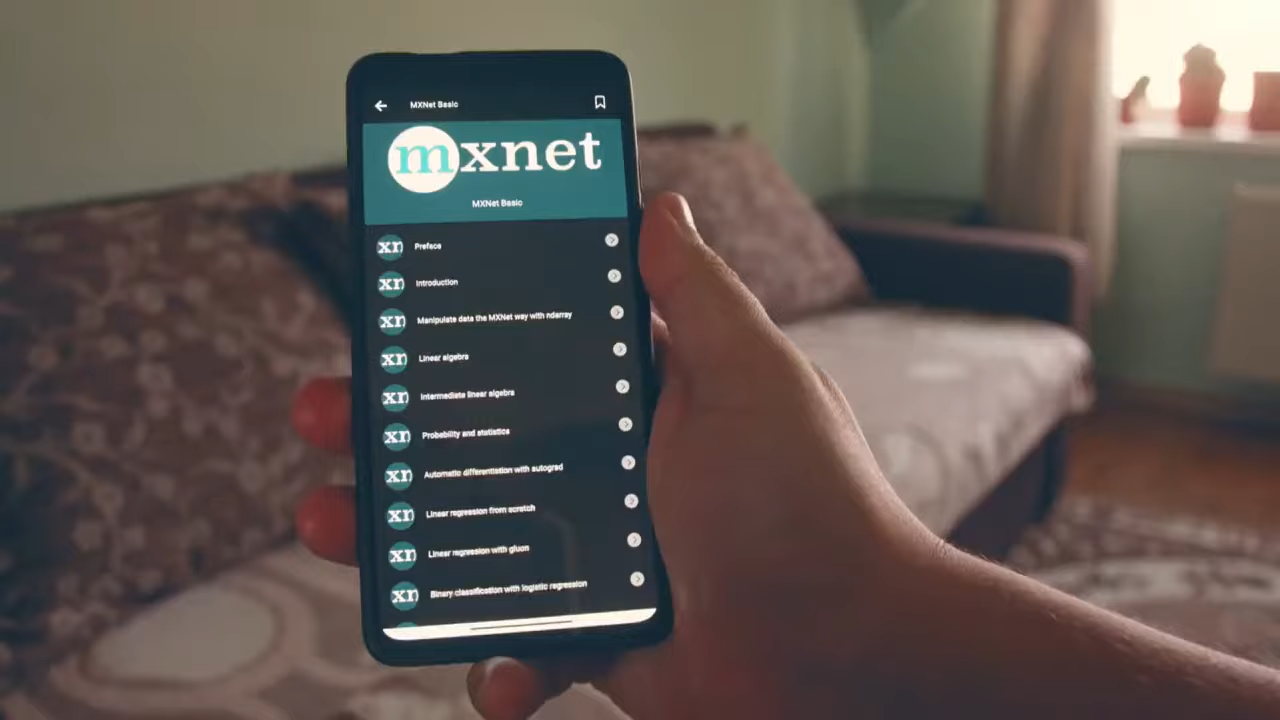 MXNet Basic
mxnet
MXNet Basic
xn Preface
xn Introduction
xn Manipulate data the MXNet way with ndarray
xn Linear algebra
xn Intermediate linear algebra
xn Probability and statistics
xn Automatic differentiation with autograd
xn Linear regression from scratch
xn Linear regression with gluon
xn Binary classification with logistic regression